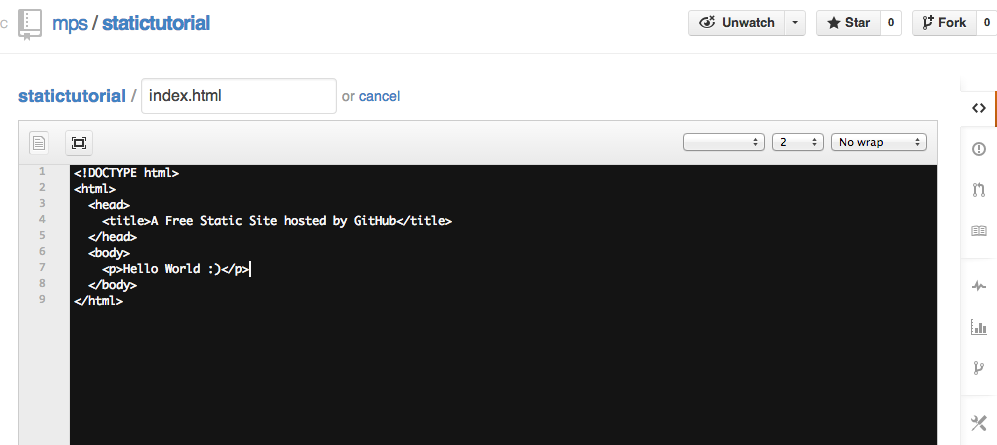 c mps / statictutorial Unwatch Star 0 Fork 0
statictutorial / index.html or cancel
2 No wrap
1 <!DOCTYPE html>
2 <html>
3   <head>
4     <title>A Free Static Site hosted by GitHub</title>
5   </head>
6   <body>
7     <p>Hello World :)</p>
8   </body>
9 </html>